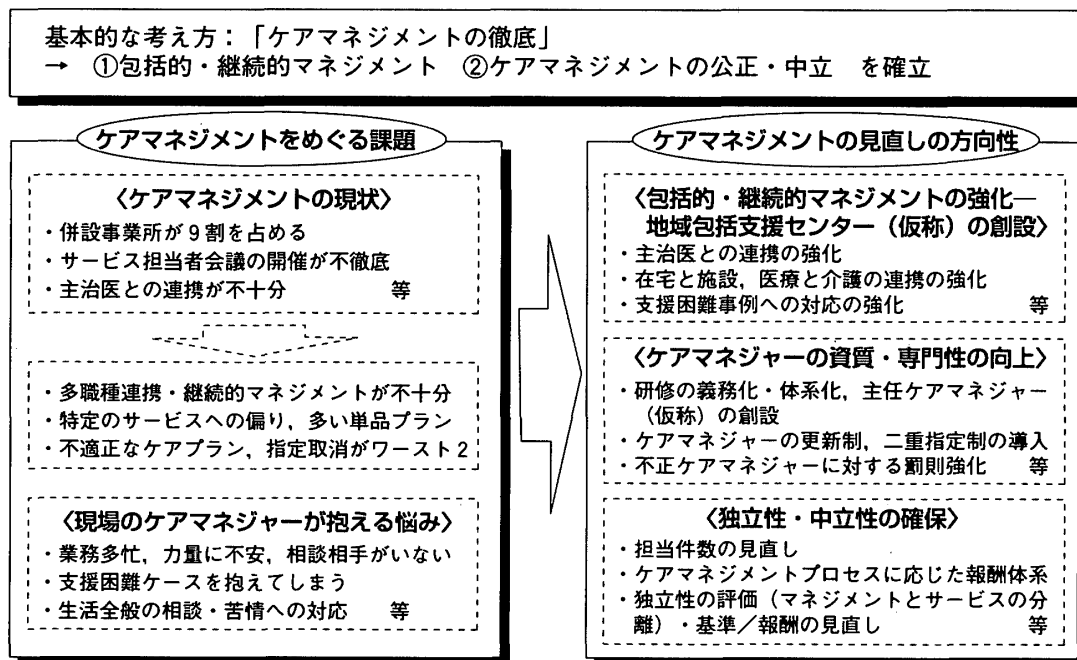 基本的な考え方：「ケアマネジメントの徹底」
→ ①包括的・継続的マネジメント ②ケアマネジメントの公正・中立 を確立
ケアマネジメントをめぐる課題
〈ケアマネジメントの現状〉
・併設事業所が９割を占める
・サービス担当者会議の開催が不徹底
・主治医との連携が不十分 等
・多職種連携・継続的マネジメントが不十分
・特定のサービスへの偏り，多い単品プラン
・不適正なケアプラン，指定取消がワースト２
〈現場のケアマネジャーが抱える悩み〉
・業務多忙，力量に不安，相談相手がいない
・支援困難ケースを抱えてしまう
・生活全般の相談・苦情への対応 等
ケアマネジメントの見直しの方向性
〈包括的・継続的マネジメントの強化―
地域包括支援センター（仮称）の創設〉
・主治医との連携の強化
・在宅と施設，医療と介護の連携の強化
・支援困難事例への対応の強化 等
〈ケアマネジャーの資質・専門性の向上〉
・研修の義務化・体系化，主任ケアマネジャー
（仮称）の創設
・ケアマネジャーの更新制，二重指定制の導入
・不正ケアマネジャーに対する罰則強化 等
〈独立性・中立性の確保〉
・担当件数の見直し
・ケアマネジメントプロセスに応じた報酬体系
・独立性の評価（マネジメントとサービスの分
離）・基準／報酬の見直し 等